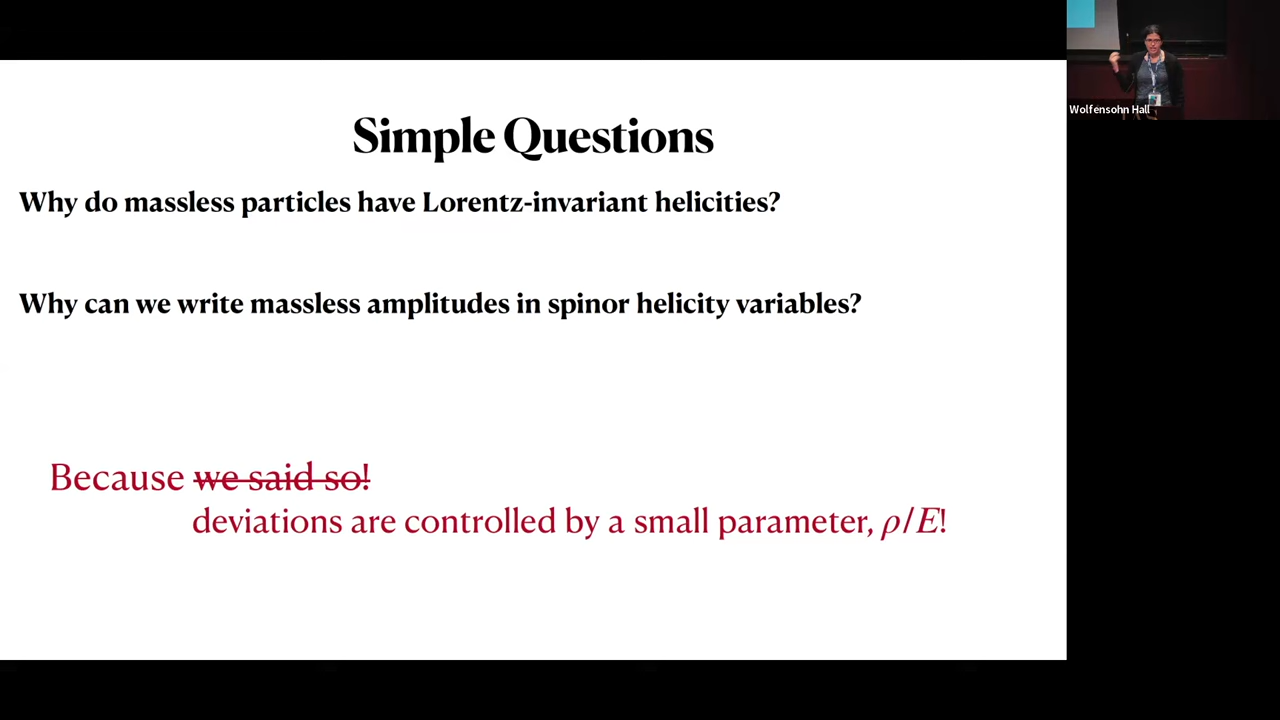 Simple Questions
Why do massless particles have Lorentz-invariant helicities?
Why can we write massless amplitudes in spinor helicity variables?
Because we said so!
deviations are controlled by a small parameter, ρ/E!
Wolfensohn Hall